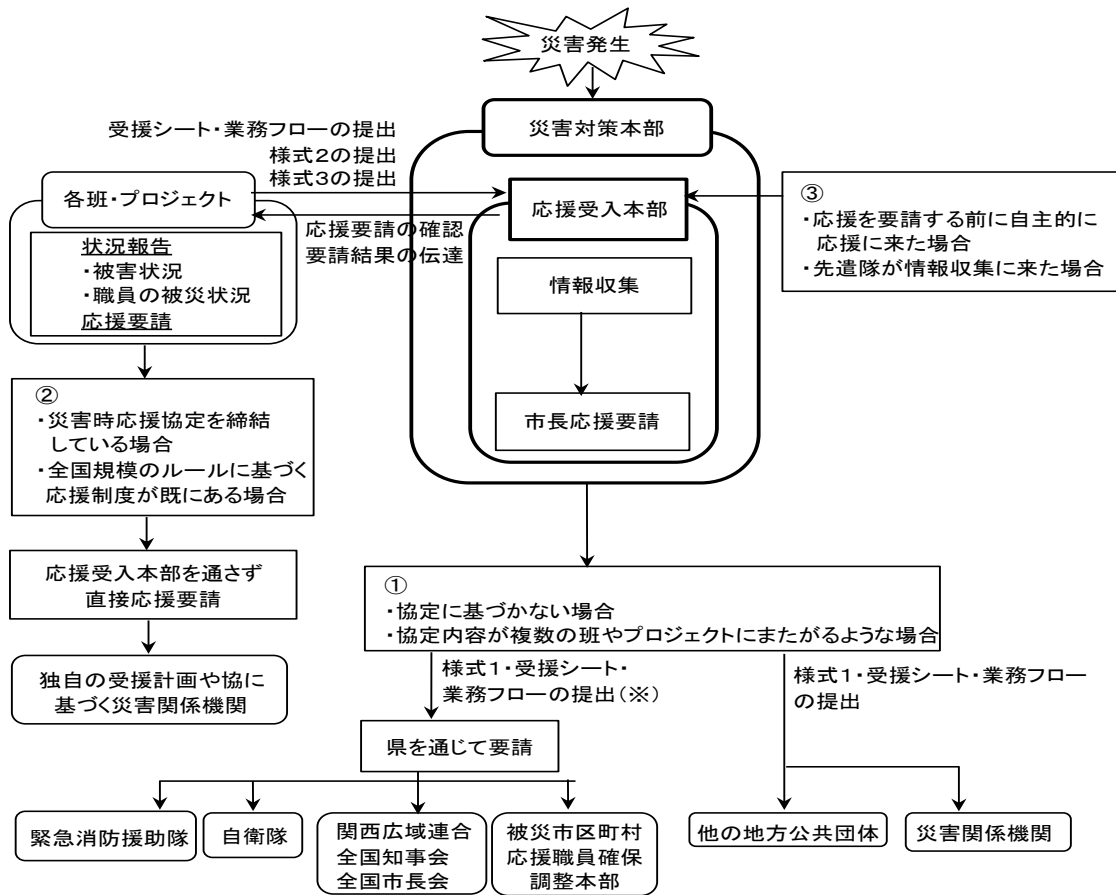 災害発生
災害対策本部
受援シート・業務フローの提出
様式2の提出
様式3の提出
各班・プロジェクト
応援受入本部
応援要請の確認
要請結果の伝達
③
・応援を要請する前に自主的に
応援に来た場合
・先遣隊が情報収集に来た場合
状況報告
・被害状況
・職員の被災状況
応援要請
情報収集
市長応援要請
②
・災害時応援協定を締結
している場合
・全国規模のルールに基づく
応援制度が既にある場合
応援受入本部を通さず
直接応援要請
独自の受援計画や協に
基づく災害関係機関
①
・協定に基づかない場合
・協定内容が複数の班やプロジェクトにまたがるような場合
様式1・受援シート・
業務フローの提出(※)
様式1・受援シート・業務フロー
の提出
県を通じて要請
緊急消防援助隊
自衛隊
関西広域連合
全国知事会
全国市長会
被災市区町村
応援職員確保
調整本部
他の地方公共団体
災害関係機関